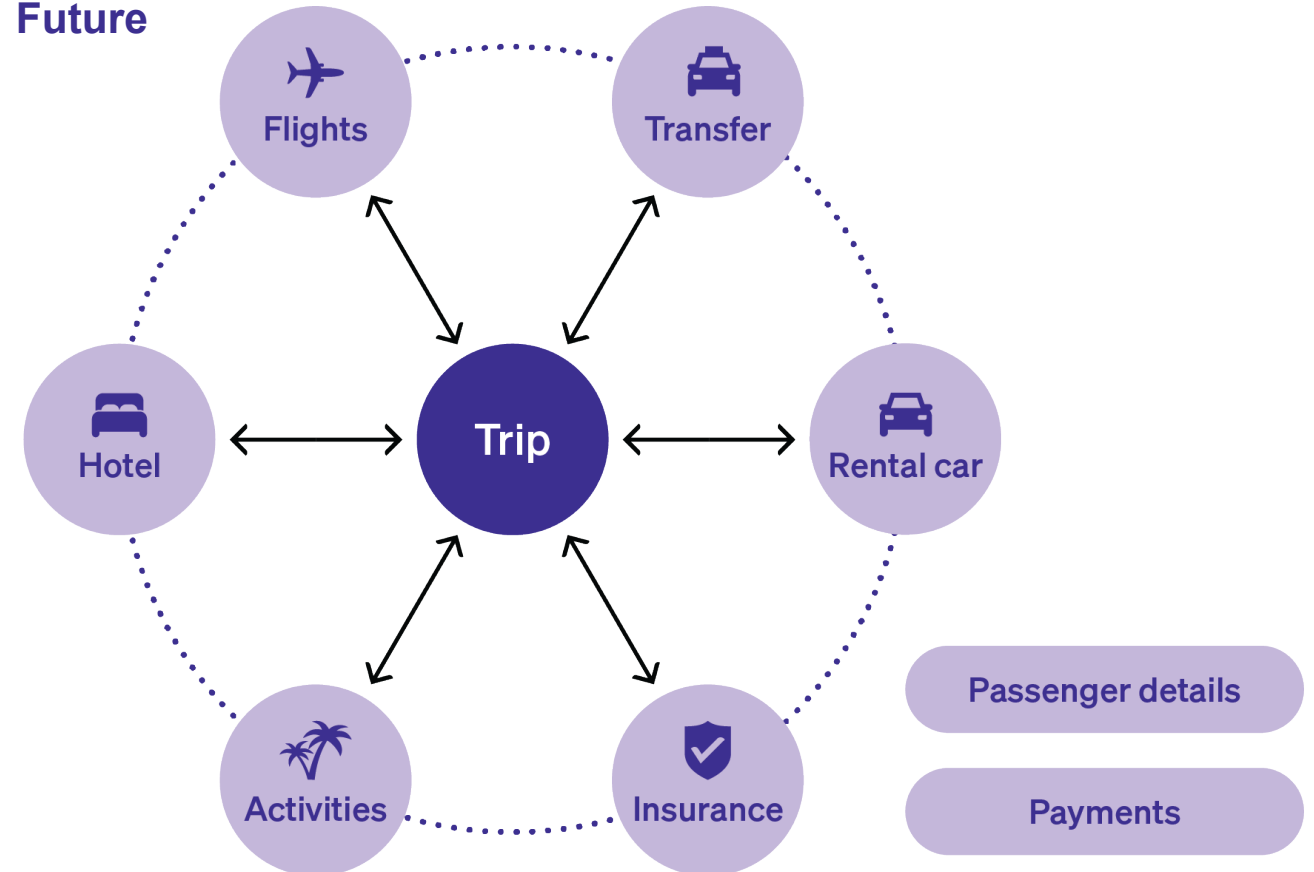 Future
Flights
Transfer
Hotel
Trip
Rental car
Passenger details
Activities
Insurance
Payments